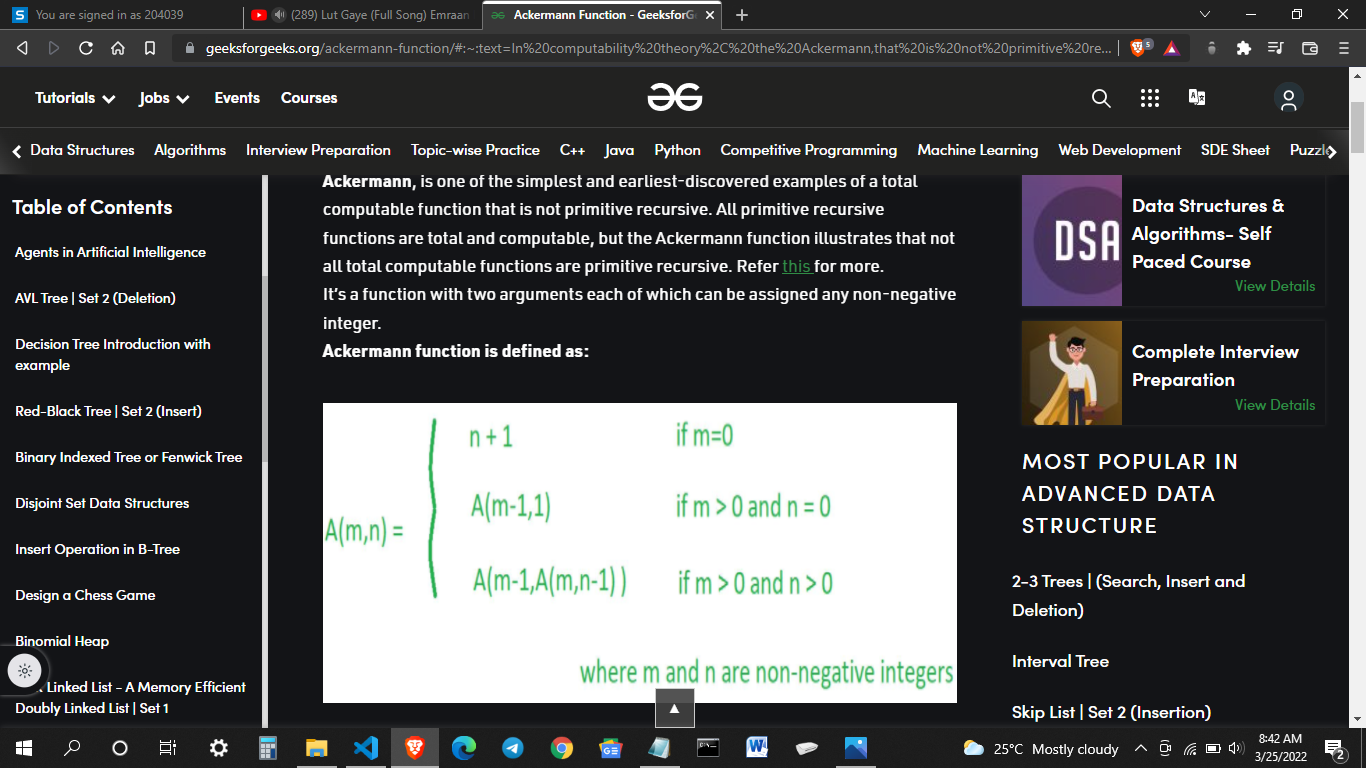 You are signed in as 204039
(289) Lut Gaye (Full Song) Emraan
Ackermann Function - GeeksforG
geeksforgeeks.org/ackermann-function/#:~:text=In%20computability%20theory%2C%20the%20Ackermann,that%20is%20not%20primitive%20re...
5
Tutorials
Jobs
Events
Courses
Data Structures
Algorithms
Interview Preparation
Topic-wise Practice
C++
Java
Python
Competitive Programming
Machine Learning
Web Development
SDE Sheet
Table of Contents
Agents in Artificial Intelligence
AVL Tree | Set 2 (Deletion)
Decision Tree Introduction with
example
Red-Black Tree | Set 2 (Insert)
Binary Indexed Tree or Fenwick Tree
Disjoint Set Data Structures
Insert Operation in B-Tree
Design a Chess Game
Binomial Heap
Linked List - A Memory Efficient
Doubly Linked List | Set 1
Ackermann, is one of the simplest and earliest-discovered examples of a total
computable function that is not primitive recursive. All primitive recursive
functions are total and computable, but the Ackermann function illustrates that not
all total computable functions are primitive recursive. Refer this for more.
It's a function with two arguments each of which can be assigned any non-negative
integer.
Ackermann function is defined as:
n + 1 if m=0
A(m-1,1) if m > 0 and n = 0
A(m,n) =
A(m-1,A(m,n-1) ) if m > 0 and n > 0
where m and n are non-negative integers
DSA
Data Structures &
Algorithms- Self
Paced Course
View Details
Complete Interview
Preparation
View Details
MOST POPULAR IN
ADVANCED DATA
STRUCTURE
2-3 Trees | (Search, Insert and
Deletion)
Interval Tree
Skip List | Set 2 (Insertion)
25°C Mostly cloudy
8:42 AM
3/25/2022
2